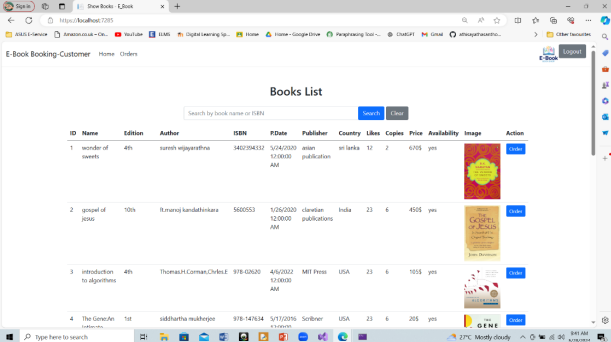 Sign in
Show Books - E_Book
https://localhost:7285
ASUS E-Service
Amazon.co.uk – On...
YouTube
ELMS
Digital Learning Sp...
Home
Home - Google Drive
Paraphrasing Tool -...
ChatGPT
Gmail
Other favourites
E-Book Booking-Customer
Home
Orders
E-Book
Logout
Books List
Search by book name or ISBN
Search
Clear
ID Name Edition Author ISBN P.Date Publisher Country Likes Copies Price Availability Image Action
1 wonder of sweets 4th suresh wijayarathna 3402394332 5/24/2020 12:00:00 AM asian publication sri lanka 12 2 670$ yes Order
2 gospel of jesus 10th fr.manoj kandathinkara 5600553 1/26/2020 12:00:00 AM claretian publications India 23 6 450$ yes
THE GOSPEL OF JESUS
Order
3 introduction to algorithems 4th Thomas.H.Corman,Chrles.E 978-02620 4/6/2022 12:00:00 AM MIT Press USA 23 6 105$ yes Order
4 The Gene:An 1st siddhartha mukherjee 978-147634 5/17/2016 Scribner USA 23 6 20$ yes
THE GENE
Order
Type here to search
27°C Mostly cloudy
8:41 AM